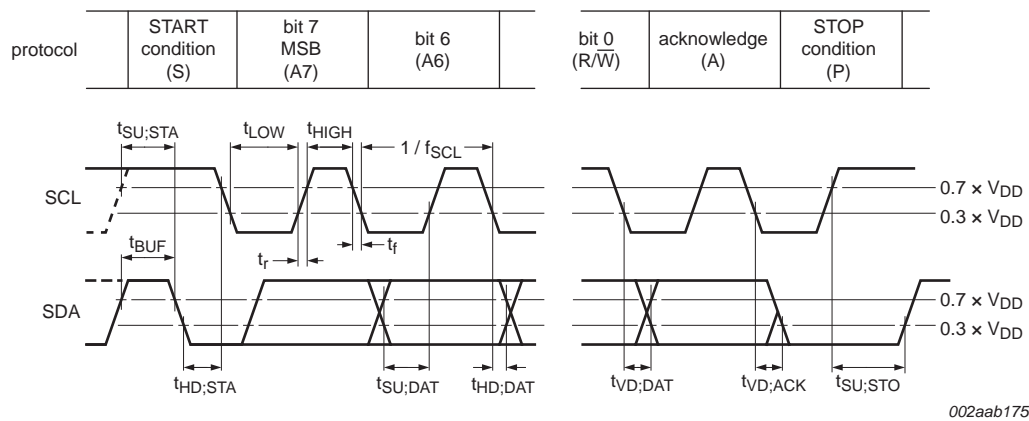 protocol
START
condition
(S)
bit 7
MSB
(A7)
bit 6
(A6)
bit 0
(R/W̅)
acknowledge
(A)
STOP
condition
(P)
tSU;STA
tLOW
tHIGH
1 / fSCL
SCL
0.7 × VDD
0.3 × VDD
tBUF
tr
tf
SDA
0.7 × VDD
0.3 × VDD
tHD;STA
tSU;DAT
tHD;DAT
tVD;DAT
tVD;ACK
tSU;STO
002aab175